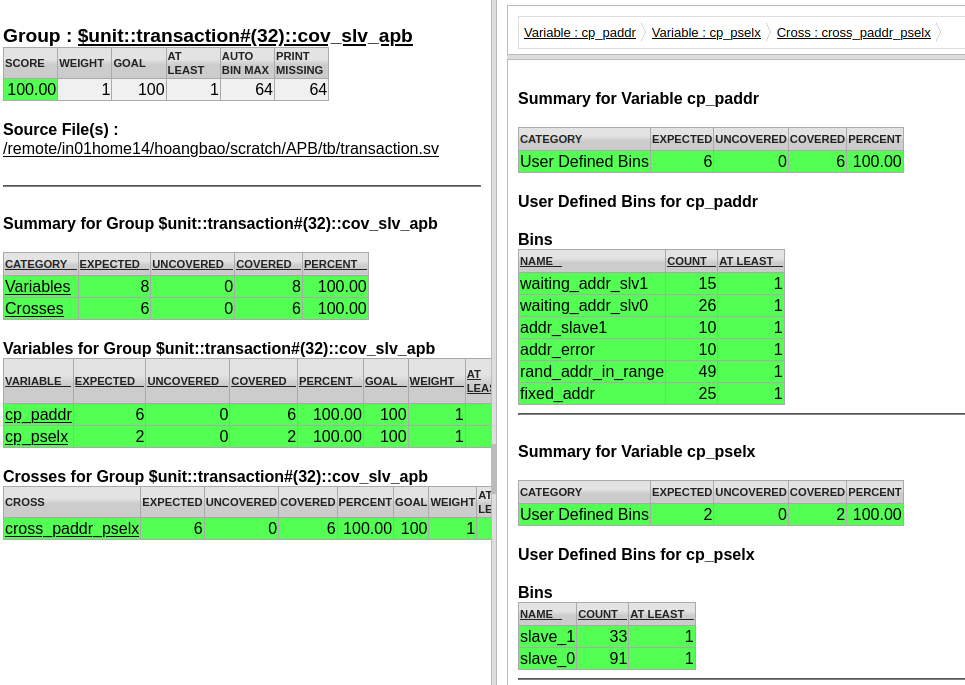 Group : $unit::transaction#(32)::cov_slv_apb
SCORE WEIGHT GOAL AT LEAST AUTO BIN MAX PRINT MISSING
100.00 1 100 1 64 64
Source File(s) :
/remote/in01home14/hoangbao/scratch/APB/tb/transaction.sv
Summary for Group $unit::transaction#(32)::cov_slv_apb
CATEGORY EXPECTED UNCOVERED COVERED PERCENT
Variables 8 0 8 100.00
Crosses 6 0 6 100.00
Variables for Group $unit::transaction#(32)::cov_slv_apb
VARIABLE EXPECTED UNCOVERED COVERED PERCENT GOAL WEIGHT AT LEAS
cp_paddr 6 0 6 100.00 100 1
cp_pselx 2 0 2 100.00 100 1
Crosses for Group $unit::transaction#(32)::cov_slv_apb
CROSS EXPECTED UNCOVERED COVERED PERCENT GOAL WEIGHT AT LE
cross_paddr_pselx 6 0 6 100.00 100 1
Variable : cp_paddr Variable : cp_pselx Cross : cross_paddr_pselx
Summary for Variable cp_paddr
CATEGORY EXPECTED UNCOVERED COVERED PERCENT
User Defined Bins 6 0 6 100.00
User Defined Bins for cp_paddr
Bins
NAME COUNT AT LEAST
waiting_addr_slv1 15 1
waiting_addr_slv0 26 1
addr_slave1 10 1
addr_error 10 1
rand_addr_in_range 49 1
fixed_addr 25 1
Summary for Variable cp_pselx
CATEGORY EXPECTED UNCOVERED COVERED PERCENT
User Defined Bins 2 0 2 100.00
User Defined Bins for cp_pselx
Bins
NAME COUNT AT LEAST
slave_1 33 1
slave_0 91 1